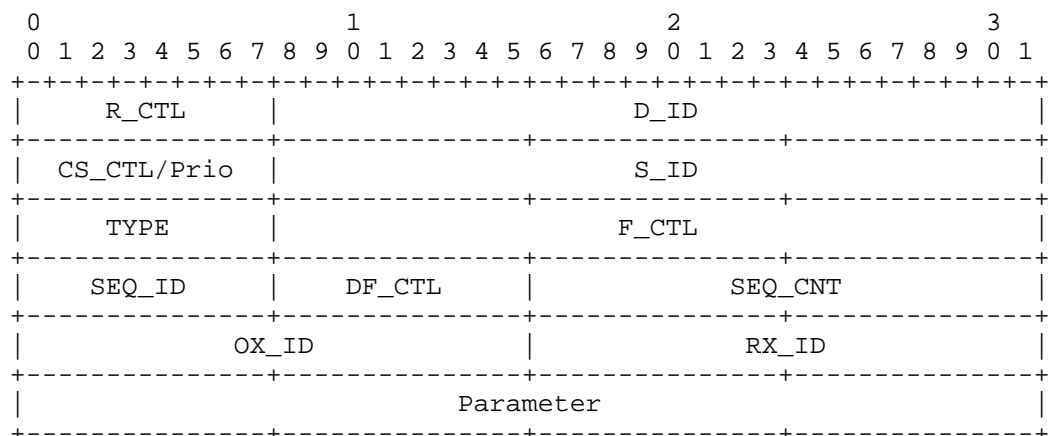 0                   1                   2                   3
0 1 2 3 4 5 6 7 8 9 0 1 2 3 4 5 6 7 8 9 0 1 2 3 4 5 6 7 8 9 0 1
+-+-+-+-+-+-+-+-+-+-+-+-+-+-+-+-+-+-+-+-+-+-+-+-+-+-+-+-+-+-+-+-+
|     R_CTL     |                      D_ID                     |
+---------------+---------------+---------------+---------------+
|  CS_CTL/Prio  |                      S_ID                     |
+---------------+---------------+---------------+---------------+
|     TYPE      |                     F_CTL                     |
+---------------+---------------+---------------+---------------+
|    SEQ_ID     |    DF_CTL     |            SEQ_CNT            |
+---------------+---------------+---------------+---------------+
|             OX_ID             |             RX_ID             |
+---------------+---------------+---------------+---------------+
|                           Parameter                           |
+---------------+---------------+---------------+---------------+